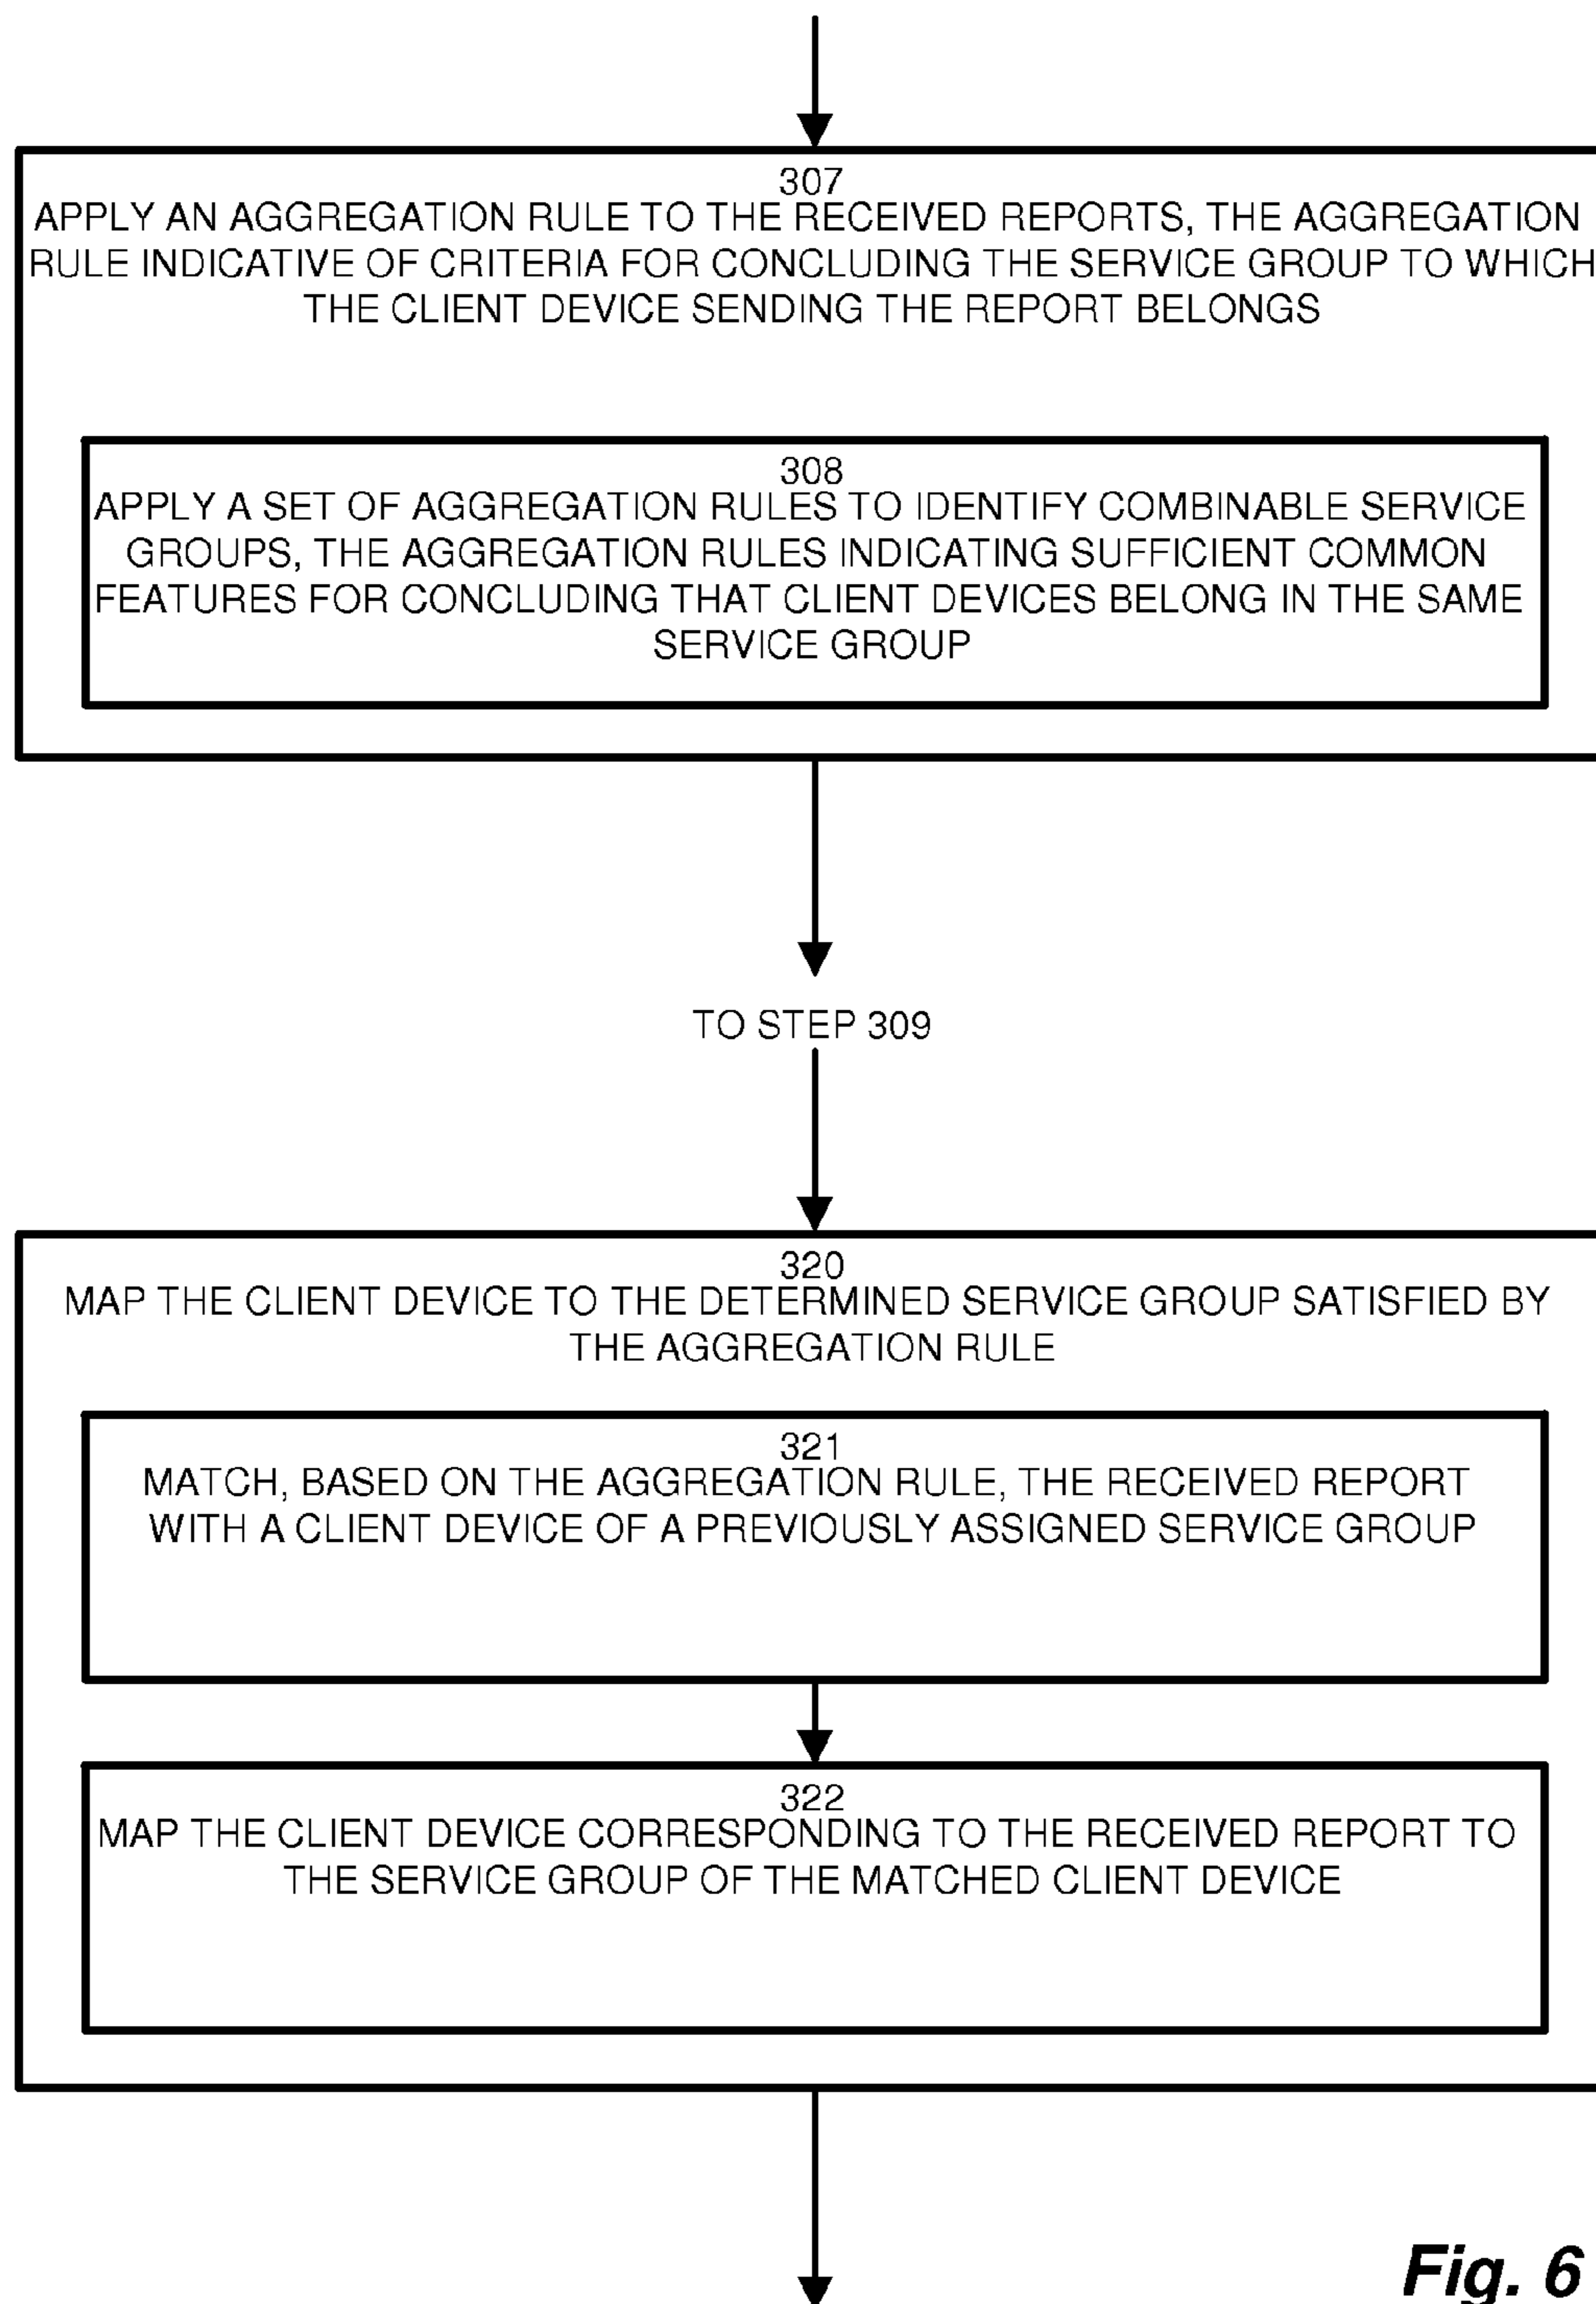 307
APPLY AN AGGREGATION RULE TO THE RECEIVED REPORTS, THE AGGREGATION
RULE INDICATIVE OF CRITERIA FOR CONCLUDING THE SERVICE GROUP TO WHICH
THE CLIENT DEVICE SENDING THE REPORT BELONGS
308
APPLY A SET OF AGGREGATION RULES TO IDENTIFY COMBINABLE SERVICE
GROUPS, THE AGGREGATION RULES INDICATING SUFFICIENT COMMON
FEATURES FOR CONCLUDING THAT CLIENT DEVICES BELONG IN THE SAME
SERVICE GROUP
TO STEP 309
320
MAP THE CLIENT DEVICE TO THE DETERMINED SERVICE GROUP SATISFIED BY
THE AGGREGATION RULE
321
MATCH, BASED ON THE AGGREGATION RULE, THE RECEIVED REPORT
WITH A CLIENT DEVICE OF A PREVIOUSLY ASSIGNED SERVICE GROUP
322
MAP THE CLIENT DEVICE CORRESPONDING TO THE RECEIVED REPORT TO
THE SERVICE GROUP OF THE MATCHED CLIENT DEVICE
Fig. 6